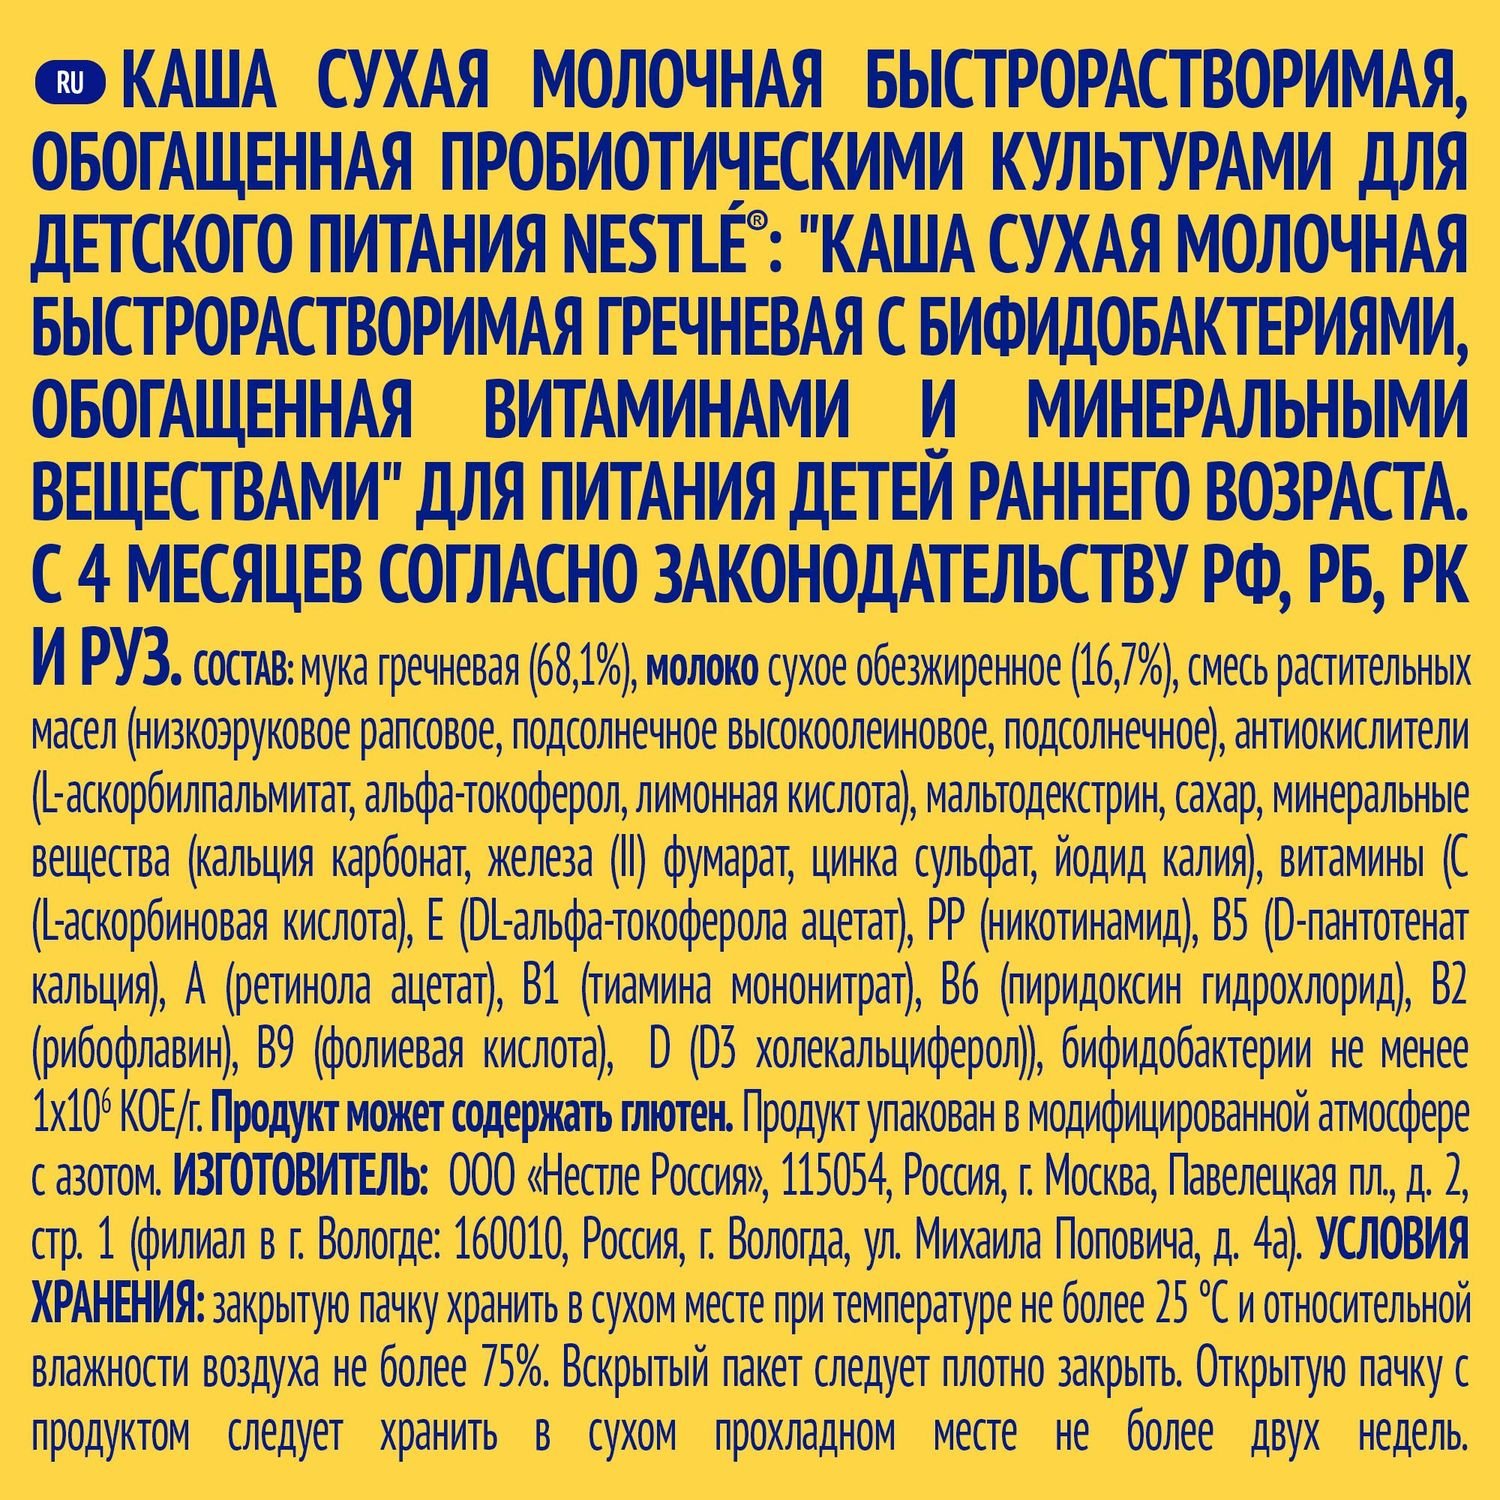 RU КАША СУХАЯ МОЛОЧНАЯ БЫСТРОРАСТВОРИМАЯ,
ОБОГАЩЕННАЯ ПРОБИОТИЧЕСКИМИ КУЛЬТУРАМИ ДЛЯ
ДЕТСКОГО ПИТАНИЯ NESTLÉ®: "КАША СУХАЯ МОЛОЧНАЯ
БЫСТРОРАСТВОРИМАЯ ГРЕЧНЕВАЯ С БИФИДОБАКТЕРИЯМИ,
ОБОГАЩЕННАЯ ВИТАМИНАМИ И МИНЕРАЛЬНЫМИ
ВЕЩЕСТВАМИ" ДЛЯ ПИТАНИЯ ДЕТЕЙ РАННЕГО ВОЗРАСТА.
С 4 МЕСЯЦЕВ СОГЛАСНО ЗАКОНОДАТЕЛЬСТВУ РФ, РБ, РК
И РУЗ. СОСТАВ: мука гречневая (68,1%), молоко сухое обезжиренное (16,7%), смесь растительных
масел (низкоэруковое рапсовое, подсолнечное высокоолеиновое, подсолнечное), антиокислители
(L-аскорбилпальмитат, альфа-токоферол, лимонная кислота), мальтодекстрин, сахар, минеральные
вещества (кальция карбонат, железа (II) фумарат, цинка сульфат, йодид калия), витамины (C
(L-аскорбиновая кислота), E (DL-альфа-токоферола ацетат), PP (никотинамид), B5 (D-пантотенат
кальция), A (ретинола ацетат), B1 (тиамина мононитрат), B6 (пиридоксин гидрохлорид), B2
(рибофлавин), B9 (фолиевая кислота), D (D3 холекальциферол)), бифидобактерии не менее
1x10⁶ КОЕ/г. Продукт может содержать глютен. Продукт упакован в модифицированной атмосфере
с азотом. ИЗГОТОВИТЕЛЬ: ООО «Нестле Россия», 115054, Россия, г. Москва, Павелецкая пл., д. 2,
стр. 1 (филиал в г. Вологде: 160010, Россия, г. Вологда, ул. Михаила Поповича, д. 4а). УСЛОВИЯ
ХРАНЕНИЯ: закрытую пачку хранить в сухом месте при температуре не более 25 °C и относительной
влажности воздуха не более 75%. Вскрытый пакет следует плотно закрыть. Открытую пачку с
продуктом следует хранить в сухом прохладном месте не более двух недель.